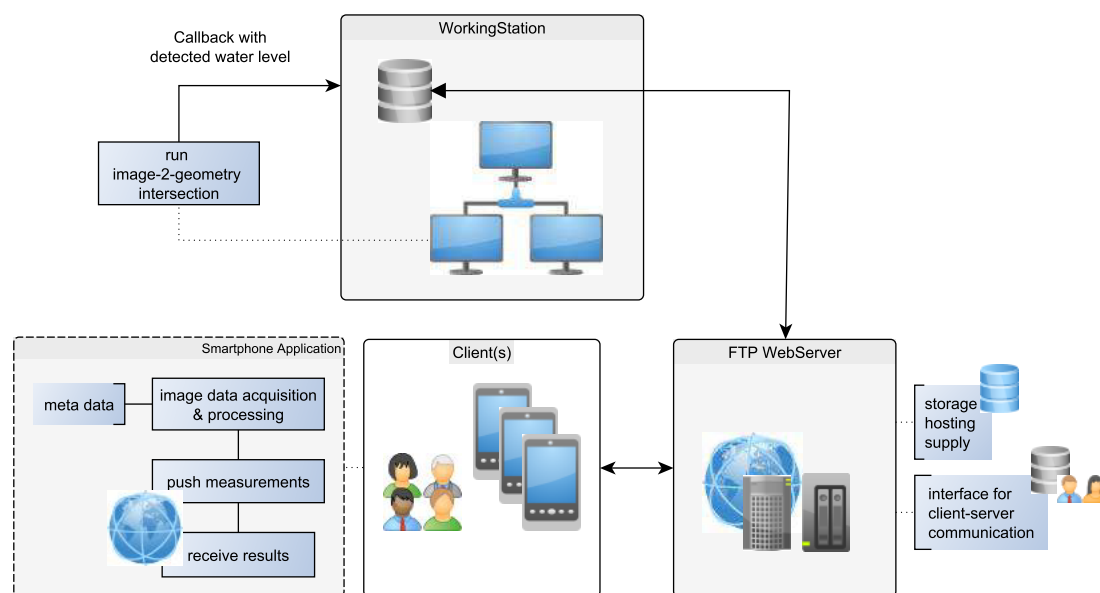 WorkingStation
Callback with
detected water level
run
image-2-geometry
intersection
Smartphone Application
meta data
image data acquisition
& processing
push measurements
receive results
Client(s)
FTP WebServer
storage
hosting
supply
interface for
client-server
communication